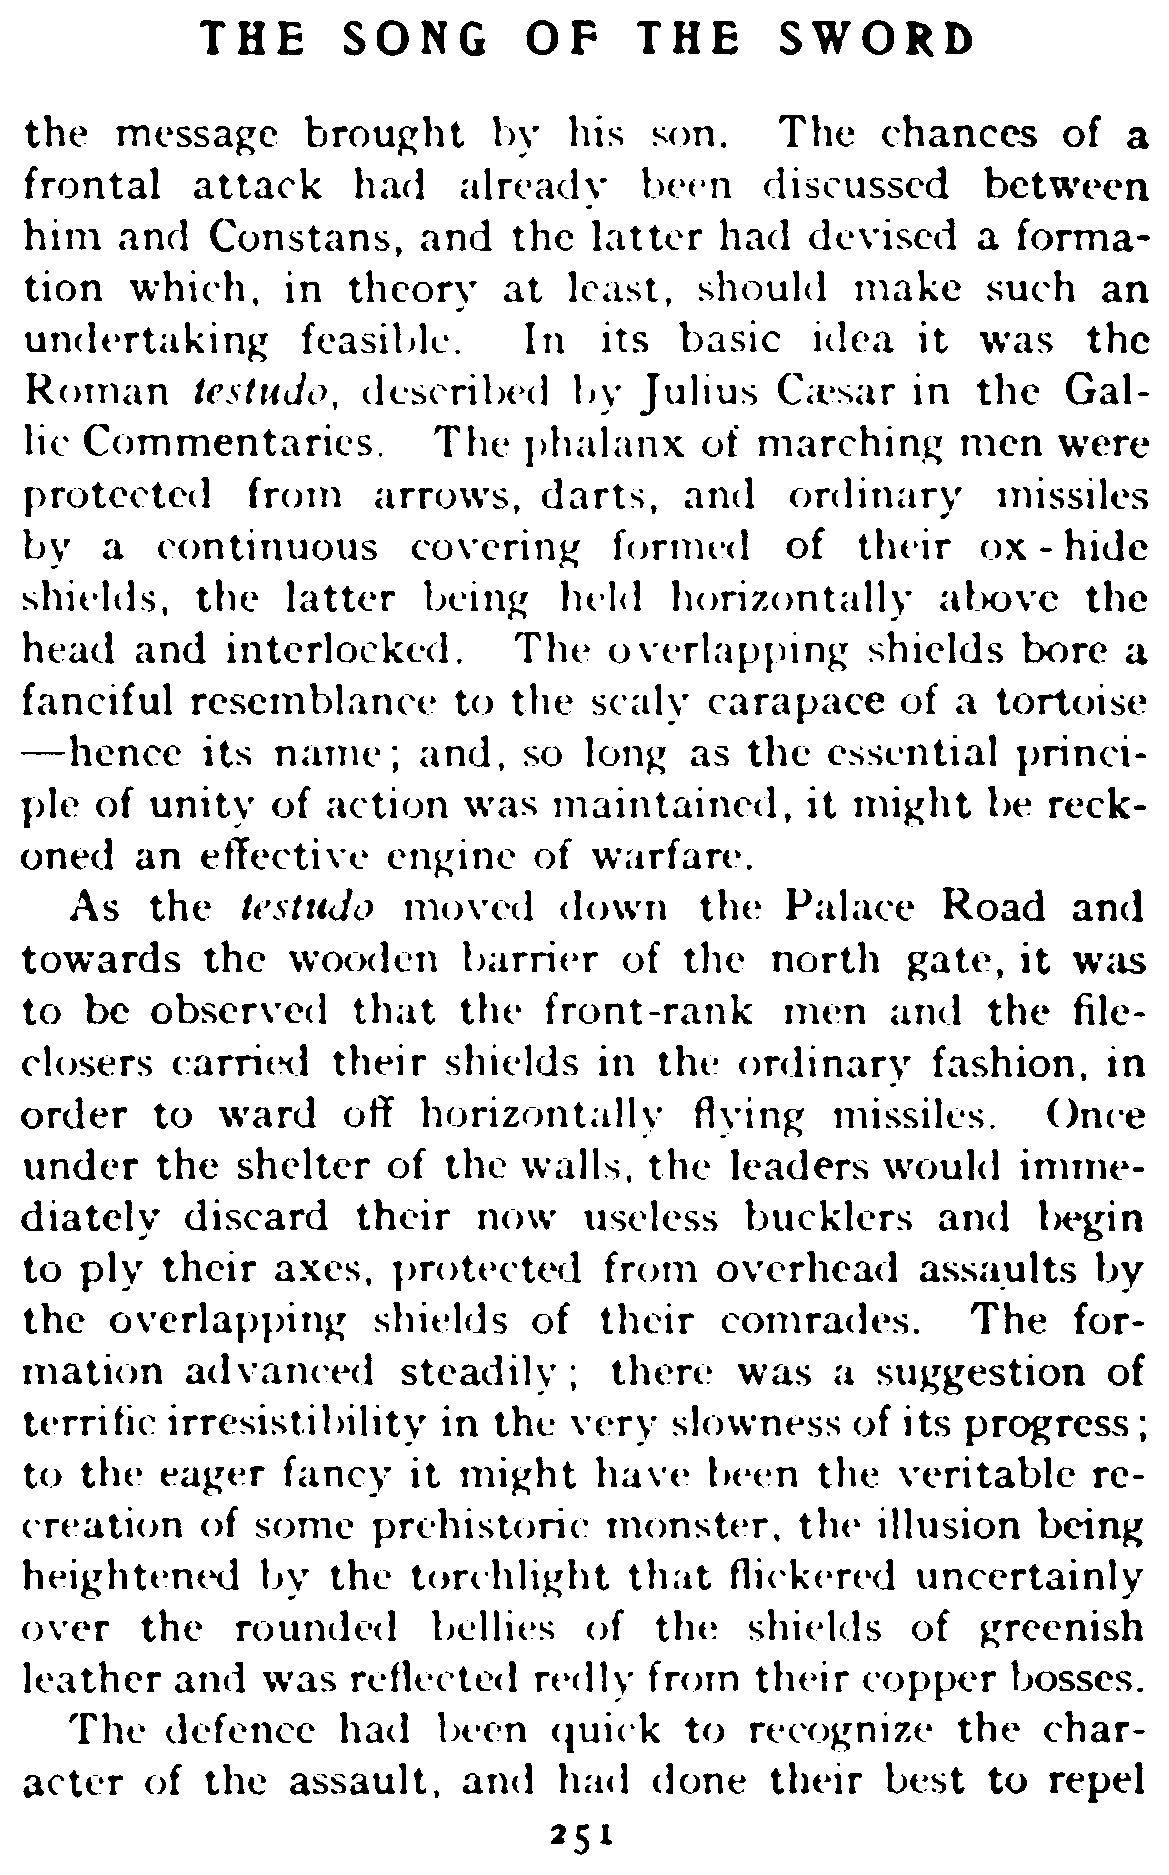 THE SONG OF THE SWORD
the message brought by his son. The chances of a
frontal attack had already been discussed between
him and Constans, and the latter had devised a forma-
tion which, in theory at least, should make such an
undertaking feasible. In its basic idea it was the
Roman testudo, described by Julius Cæsar in the Gal-
lic Commentaries. The phalanx of marching men were
protected from arrows, darts, and ordinary missiles
by a continuous covering formed of their ox-hide
shields, the latter being held horizontally above the
head and interlocked. The overlapping shields bore a
fanciful resemblance to the scaly carapace of a tortoise
—hence its name; and, so long as the essential princi-
ple of unity of action was maintained, it might be reck-
oned an effective engine of warfare.
As the testudo moved down the Palace Road and
towards the wooden barrier of the north gate, it was
to be observed that the front-rank men and the file-
closers carried their shields in the ordinary fashion, in
order to ward off horizontally flying missiles. Once
under the shelter of the walls, the leaders would imme-
diately discard their now useless bucklers and begin
to ply their axes, protected from overhead assaults by
the overlapping shields of their comrades. The for-
mation advanced steadily; there was a suggestion of
terrific irresistibility in the very slowness of its progress;
to the eager fancy it might have been the veritable re-
creation of some prehistoric monster, the illusion being
heightened by the torchlight that flickered uncertainly
over the rounded bellies of the shields of greenish
leather and was reflected redly from their copper bosses.
The defence had been quick to recognize the char-
acter of the assault, and had done their best to repel
251